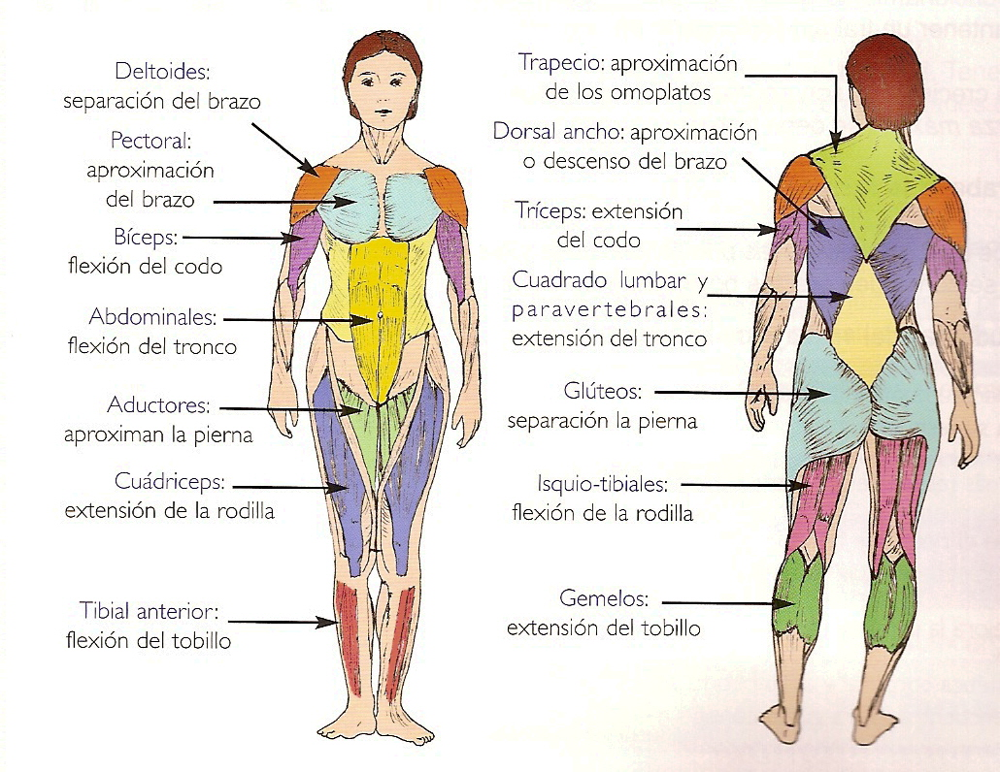 Deltoides:
separación del brazo
Pectoral:
aproximación
del brazo
Bíceps:
flexión del codo
Abdominales:
flexión del tronco
Aductores:
aproximan la pierna
Cuádriceps:
extensión de la rodilla
Tibial anterior:
flexión del tobillo
Trapecio: aproximación
de los omoplatos
Dorsal ancho: aproximación
o descenso del brazo
Tríceps: extensión
del codo
Cuadrado lumbar y
paravertebrales:
extensión del tronco
Glúteos:
separación la pierna
Isquio-tibiales:
flexión de la rodilla
Gemelos:
extensión del tobillo